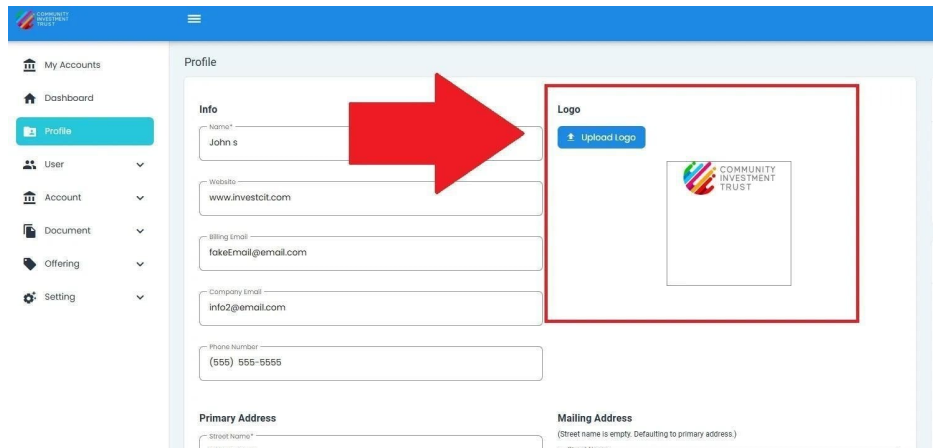 COMMUNITY
INVESTMENT
TRUST
My Accounts
Dashboard
Profile
User
Account
Document
Offering
Setting
Profile
Info
Name*
John s
Website
www.investcit.com
Billing Email
fakeEmail@email.com
Company Email
info2@email.com
Phone Number
(555) 555-5555
Logo
Upload Logo
COMMUNITY
INVESTMENT
TRUST
Primary Address
Street Name*
Mailing Address
(Street name is empty. Defaulting to primary address.)